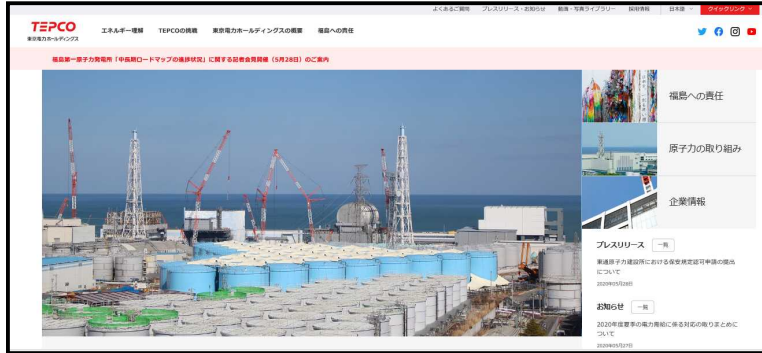 よくあるご質問 プレスリリース・お知らせ 動画・写真ライブラリー 採用情報 日本語 クイックリンク
TEPCO
東京電力ホールディングス
エネルギー理解 TEPCOの挑戦 東京電力ホールディングスの概要 福島への責任
福島第一原子力発電所「中長期ロードマップの進捗状況」に関する記者会見開催（5月28日）のご案内
福島への責任
原子力の取り組み
企業情報
プレスリリース 一覧
東通原子力建設所における保安規定認可申請の提出
について
2020年05月28日
お知らせ 一覧
2020年度夏季の電力需給に係る対応の取りまとめに
ついて
2020年05月27日